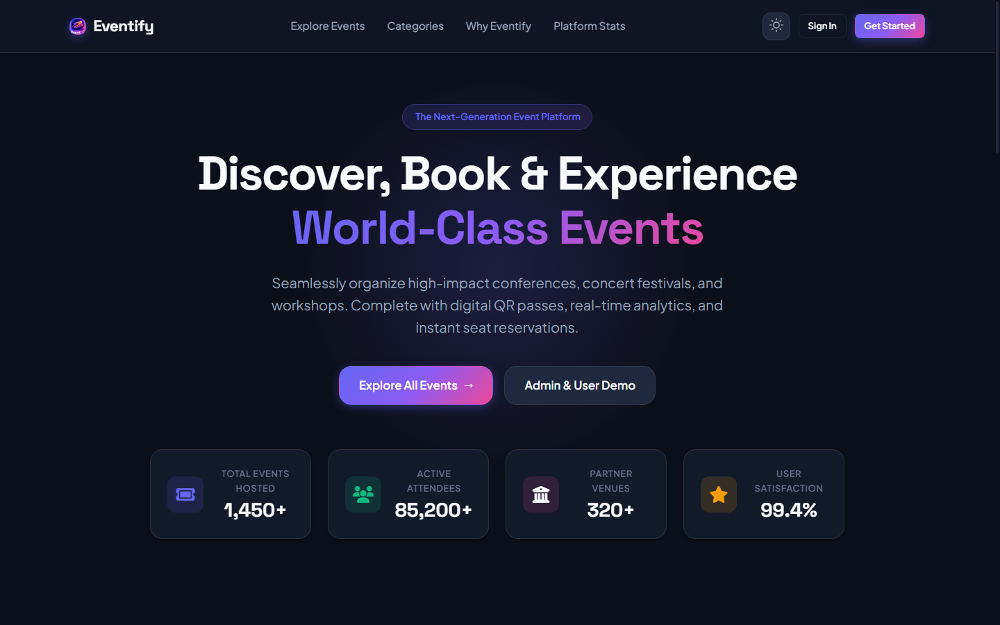 Eventify
Explore Events
Categories
Why Eventify
Platform Stats
Sign In
Get Started
The Next-Generation Event Platform
Discover, Book & Experience
World-Class Events
Seamlessly organize high-impact conferences, concert festivals, and
workshops. Complete with digital QR passes, real-time analytics, and
instant seat reservations.
Explore All Events →
Admin & User Demo
TOTAL EVENTS
HOSTED
1,450+
ACTIVE
ATTENDEES
85,200+
PARTNER
VENUES
320+
USER
SATISFACTION
99.4%